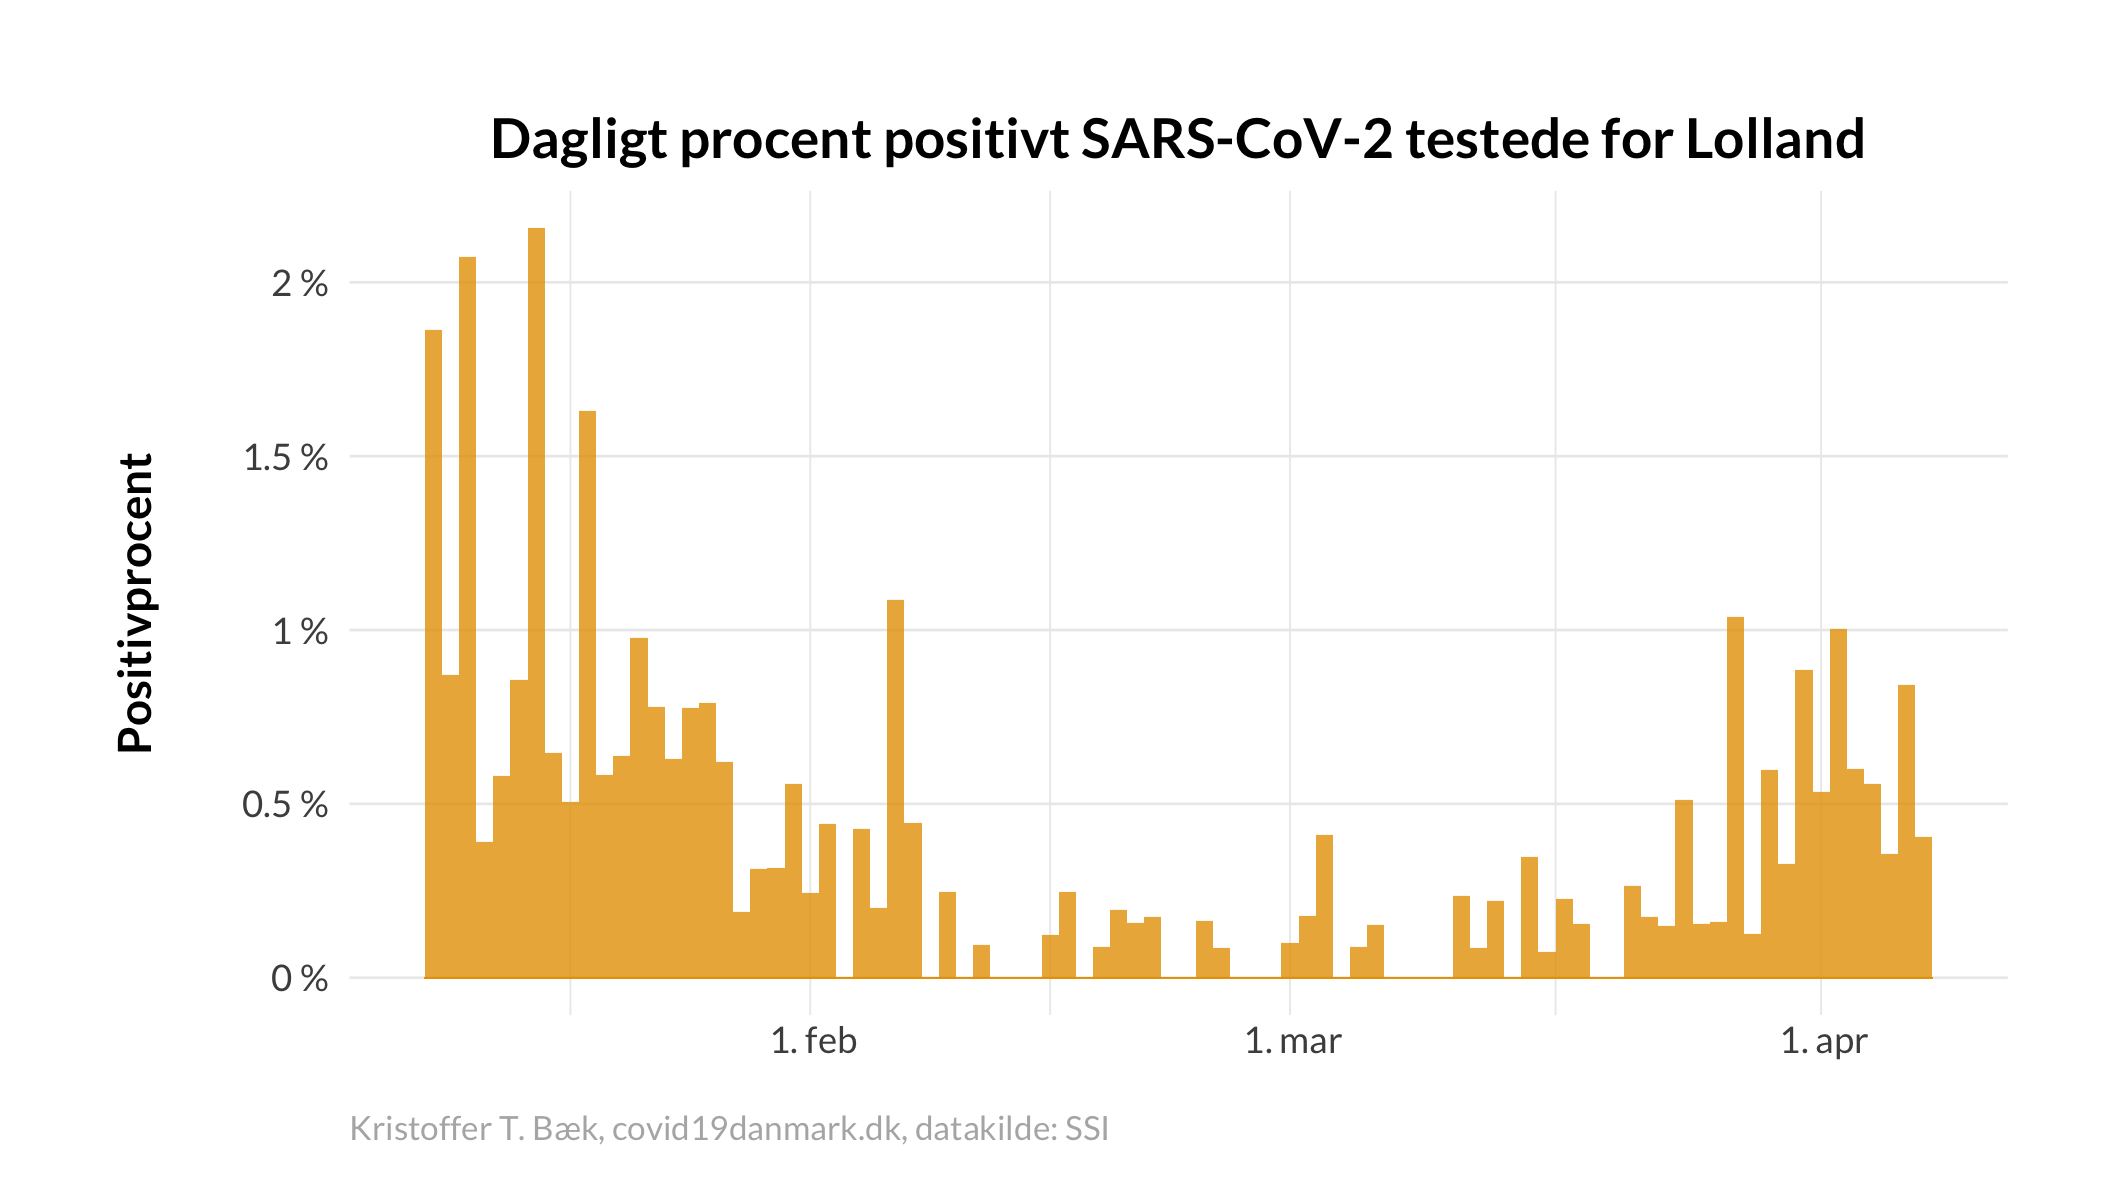 Dagligt procent positivt SARS-CoV-2 testede for Lolland
Positivprocent
2 %
1.5 %
1 %
0.5 %
0 %
1. feb
1. mar
1. apr
Kristoffer T. Bæk, covid19danmark.dk, datakilde: SSI